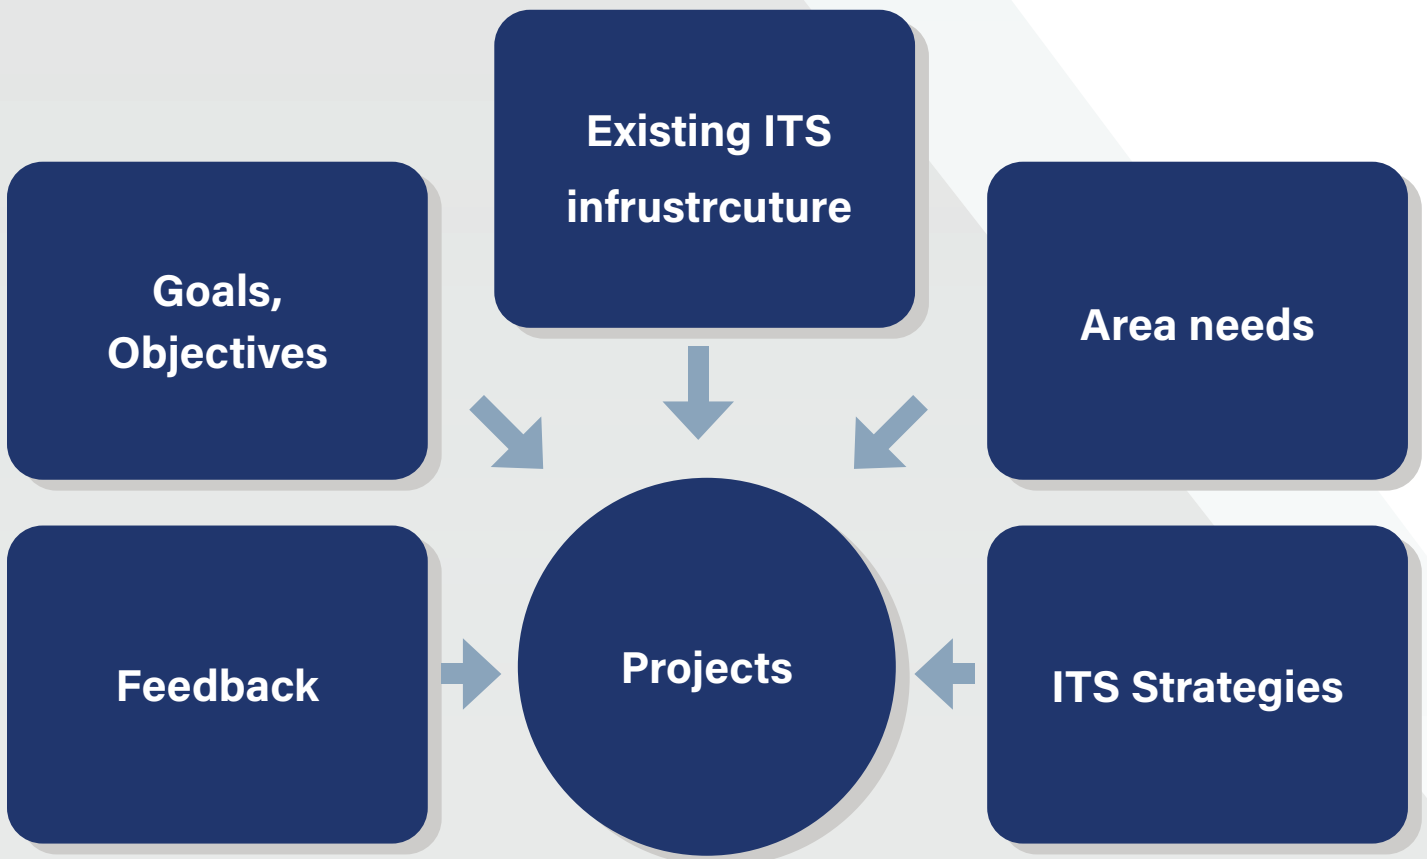 Existing ITS
infrustrcuture
Goals,
Objectives
Area needs
Feedback
Projects
ITS Strategies